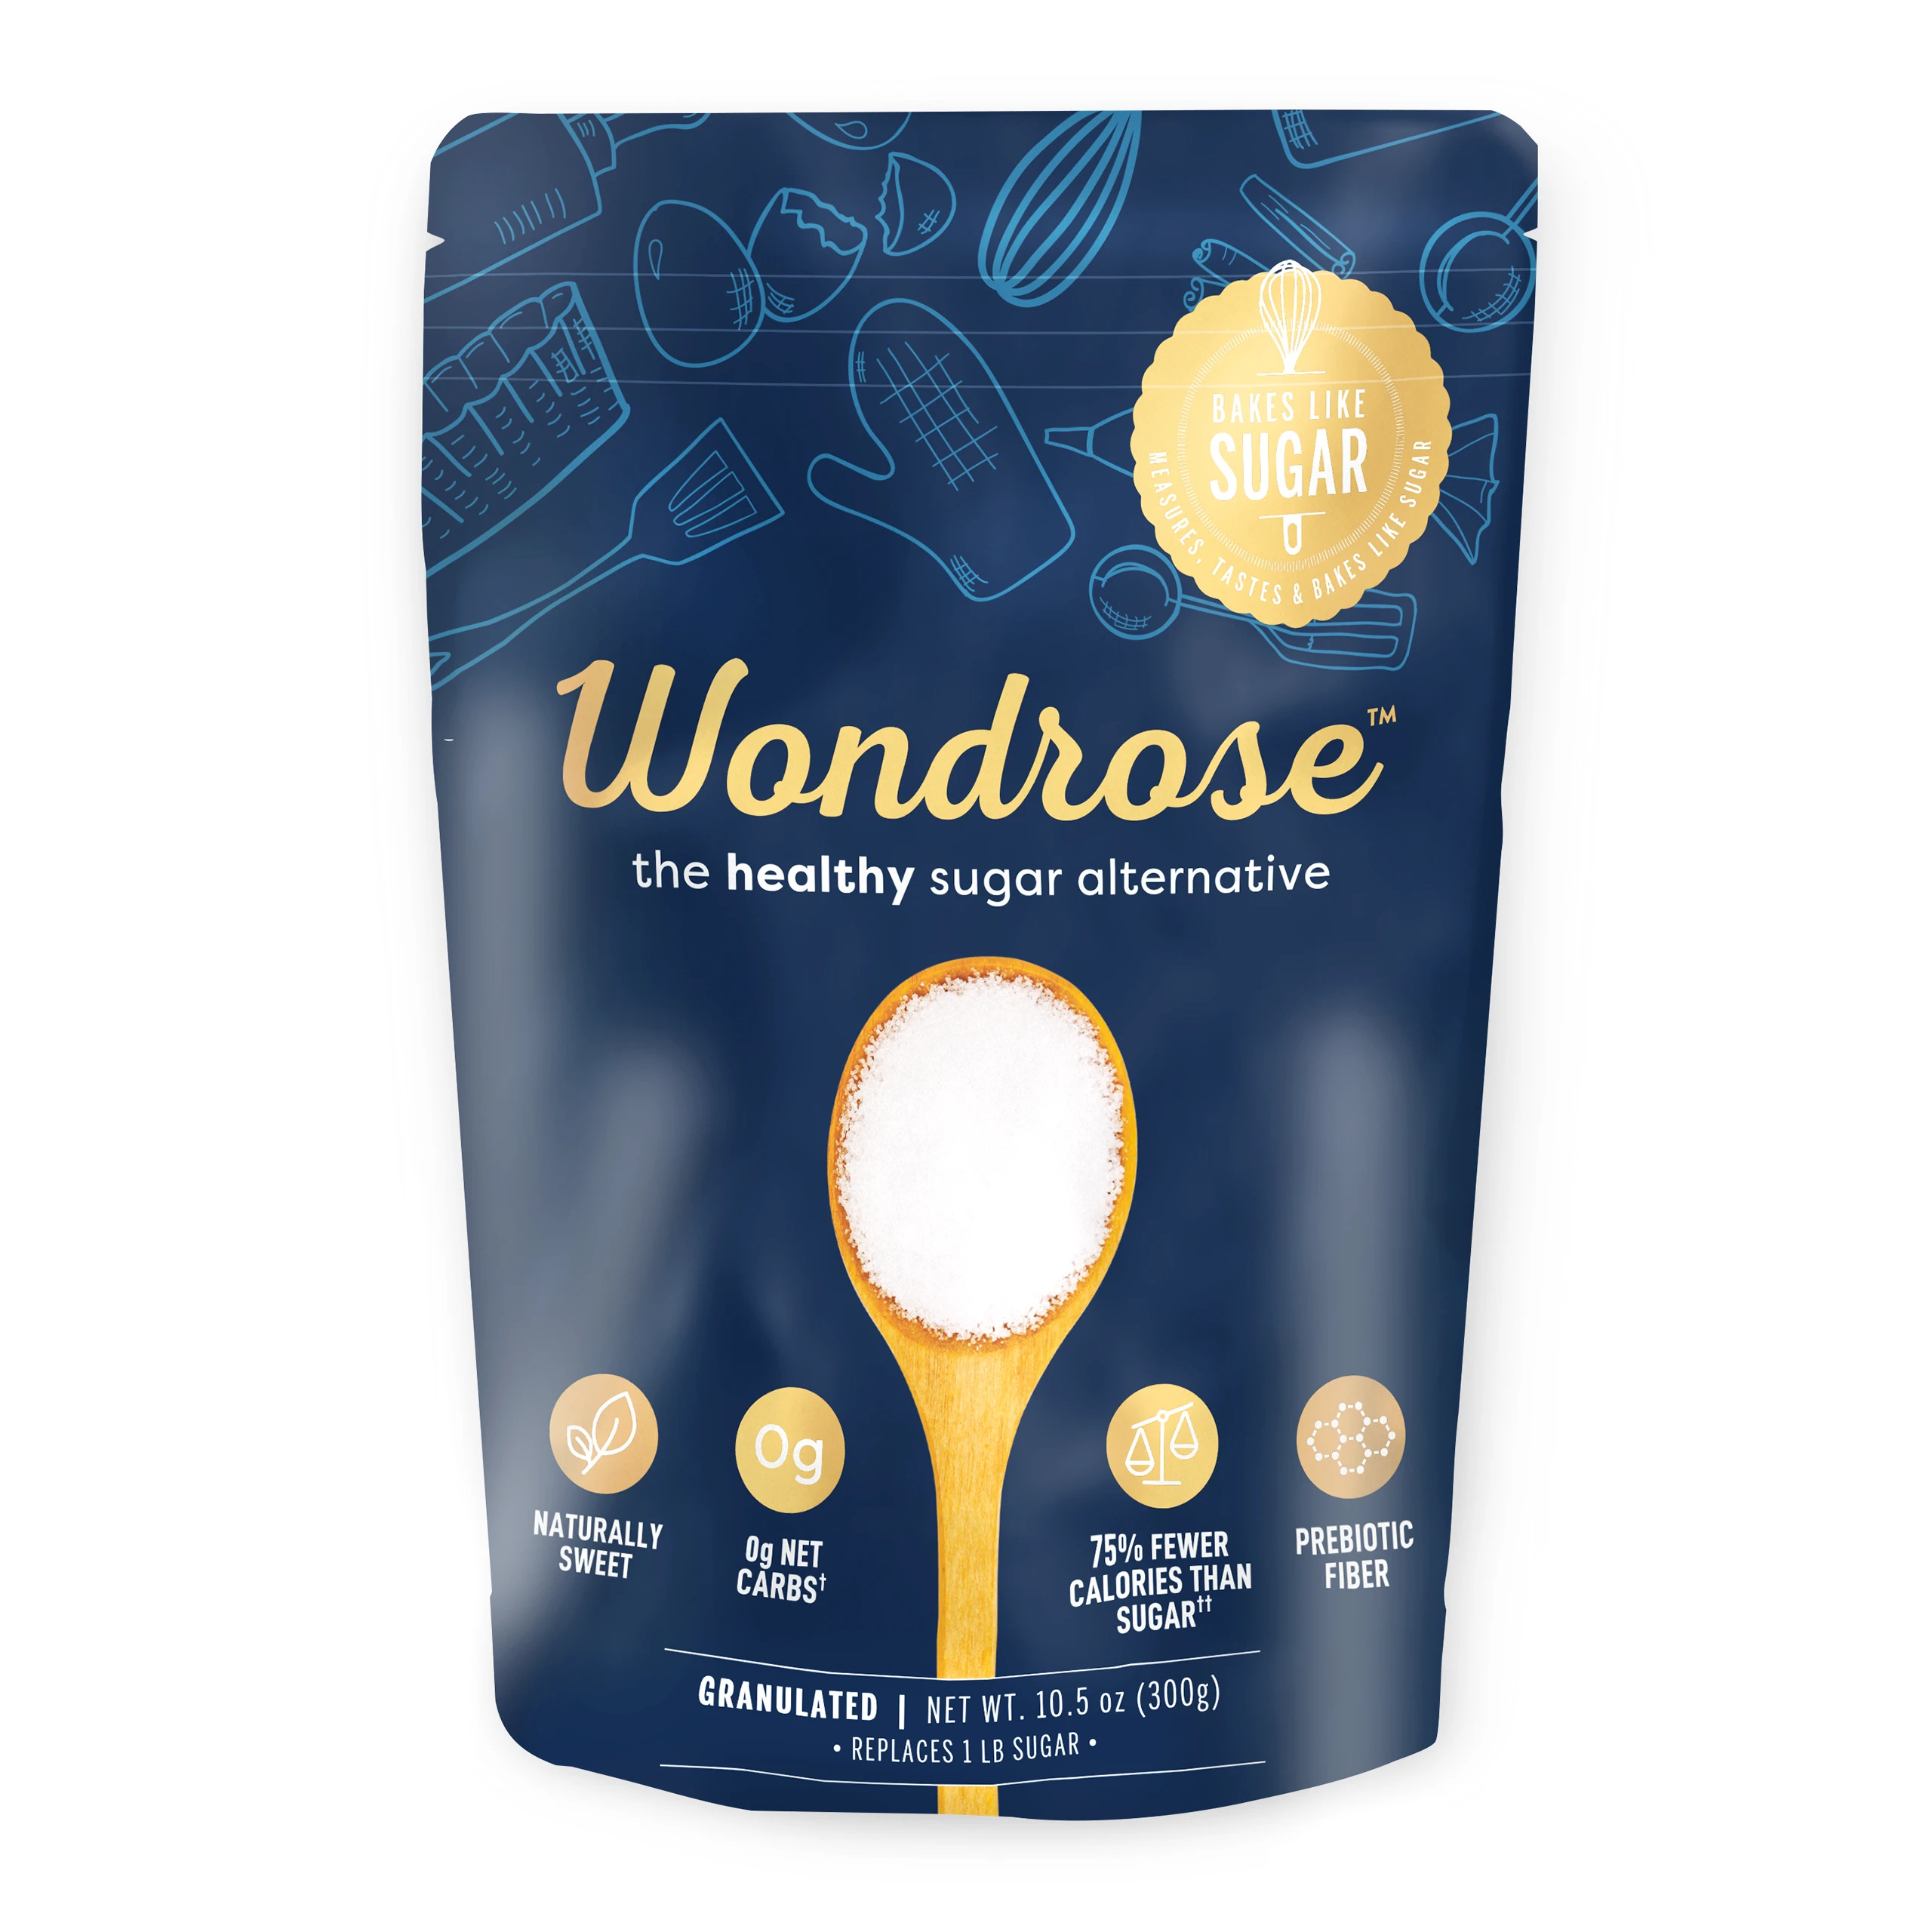 BAKES LIKE
SUGAR
MEASURES, TASTES & BAKES LIKE SUGAR
Wondrose™
the healthy sugar alternative
0g
NATURALLY
SWEET
0g NET
CARBS†
75% FEWER
CALORIES THAN
SUGAR††
PREBIOTIC
FIBER
GRANULATED | NET WT. 10.5 oz (300g)
• REPLACES 1 LB SUGAR •